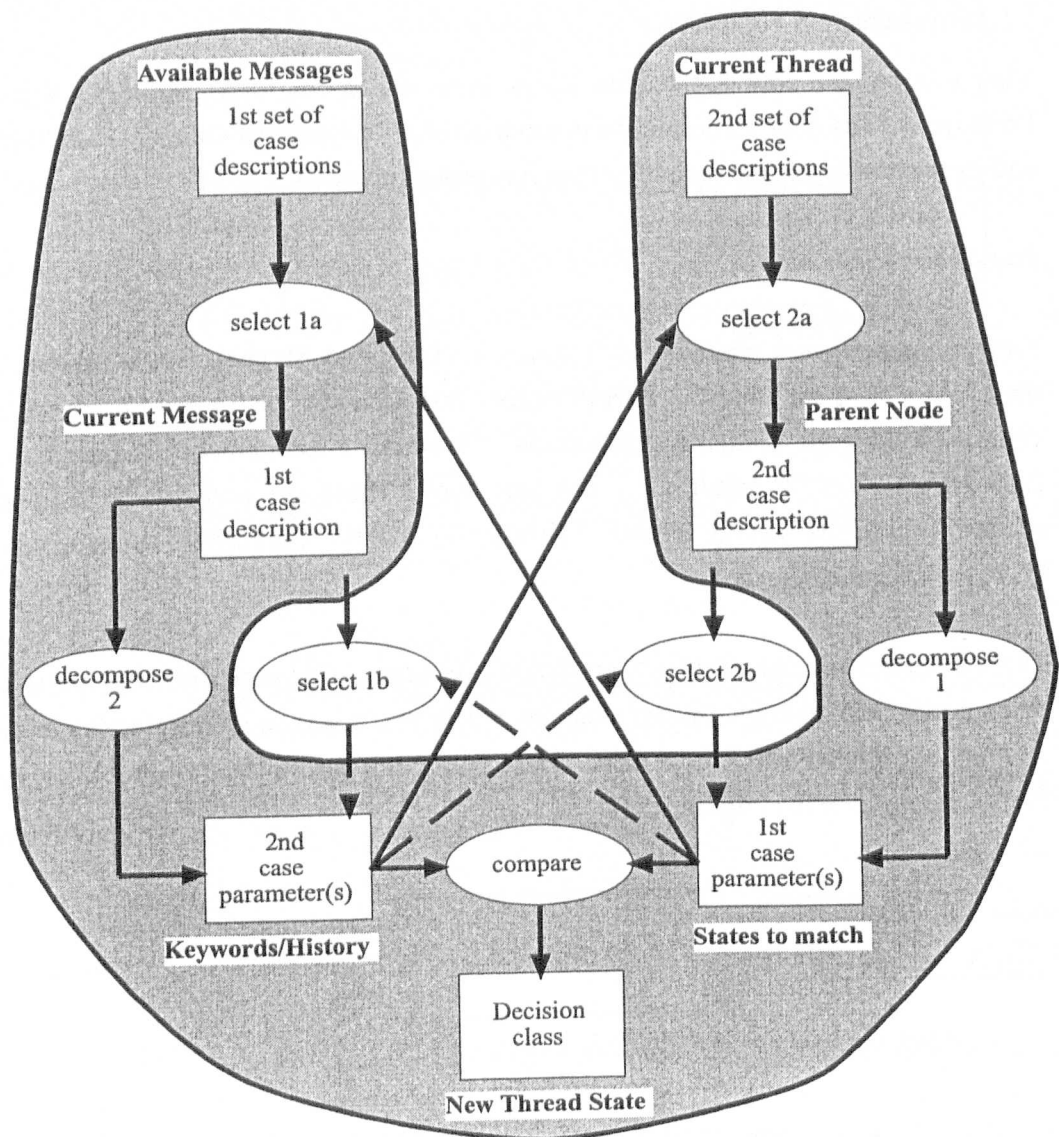 Available Messages
Current Thread
1st set of
case
descriptions
2nd set of
case
descriptions
select 1a
select 2a
Current Message
Parent Node
1st
case
description
2nd
case
description
decompose
2
select 1b
select 2b
decompose
1
2nd
case
parameter(s)
compare
1st
case
parameter(s)
Keywords/History
States to match
Decision
class
New Thread State